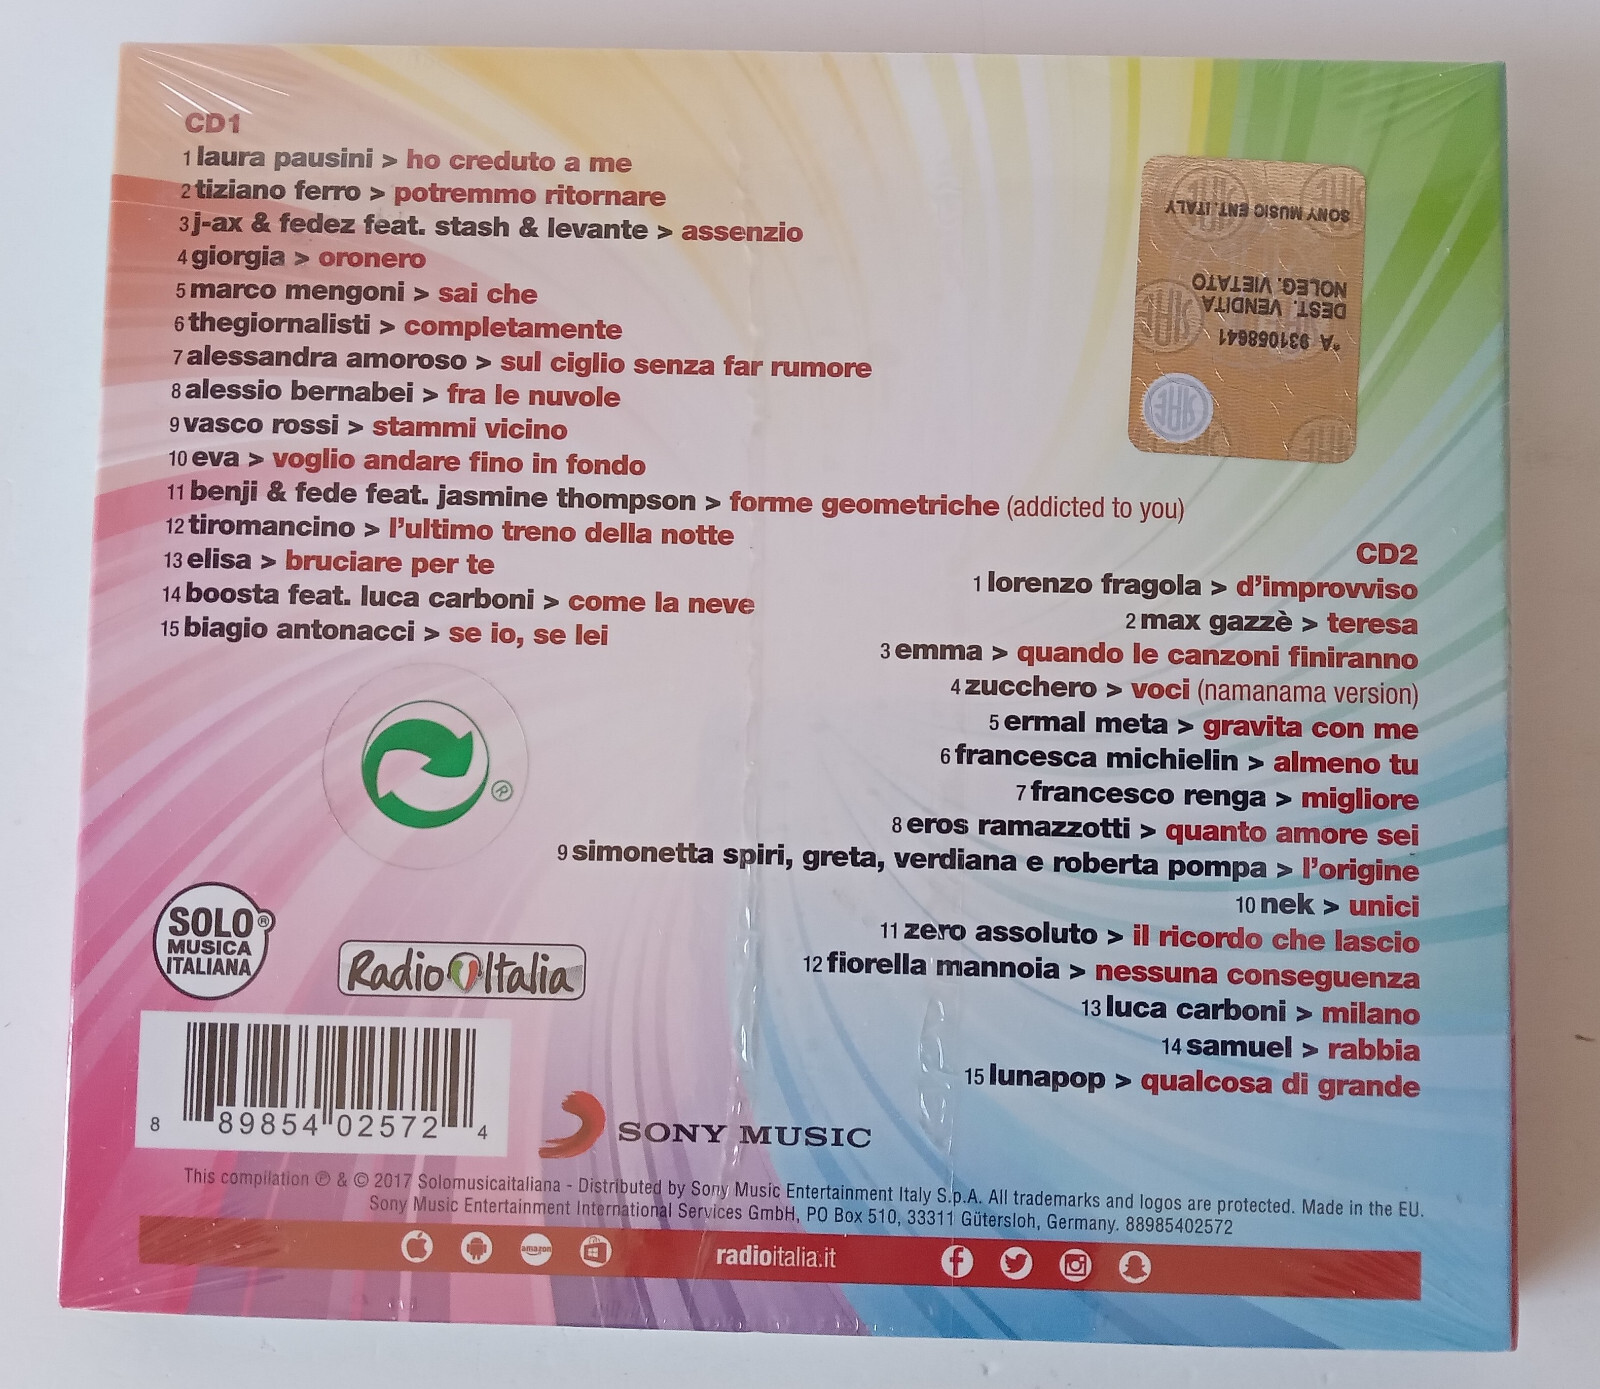 CD1
1 laura pausini > ho creduto a me
2 tiziano ferro > potremmo ritornare
3 j-ax & fedez feat. stash & levante > assenzio
4 giorgia > oronero
5 marco mengoni > sai che
6 thegiornalisti > completamente
7 alessandra amoroso > sul ciglio senza far rumore
8 alessio bernabei > fra le nuvole
9 vasco rossi > stammi vicino
10 eva > voglio andare fino in fondo
11 benji & fede feat. jasmine thompson > forme geometriche (addicted to you)
12 tiromancino > l'ultimo treno della notte
13 elisa > bruciare per te
14 boosta feat. luca carboni > come la neve
15 biagio antonacci > se io, se lei
SONY MUSIC ENT. ITALY
NOLEG. VIETATO
DEST. VENDITA
*A 931068641
SIAE
CD2
1 lorenzo fragola > d'improvviso
2 max gazzè > teresa
3 emma > quando le canzoni finiranno
4 zucchero > voci (namanama version)
5 ermal meta > gravita con me
6 francesca michielin > almeno tu
7 francesco renga > migliore
8 eros ramazzotti > quanto amore sei
9 simonetta spiri, greta, verdiana e roberta pompa > l'origine
10 nek > unici
11 zero assoluto > il ricordo che lascio
12 fiorella mannoia > nessuna conseguenza
13 luca carboni > milano
14 samuel > rabbia
15 lunapop > qualcosa di grande
®
SOLO®
MUSICA
ITALIANA
Radio Italia
8 89854 02572 4
SONY MUSIC
This compilation ℗ & © 2017 Solomusicaitaliana - Distributed by Sony Music Entertainment Italy S.p.A. All trademarks and logos are protected. Made in the EU.
Sony Music Entertainment International Services GmbH, PO Box 510, 33311 Gütersloh, Germany. 88985402572
amazon
radioitalia.it